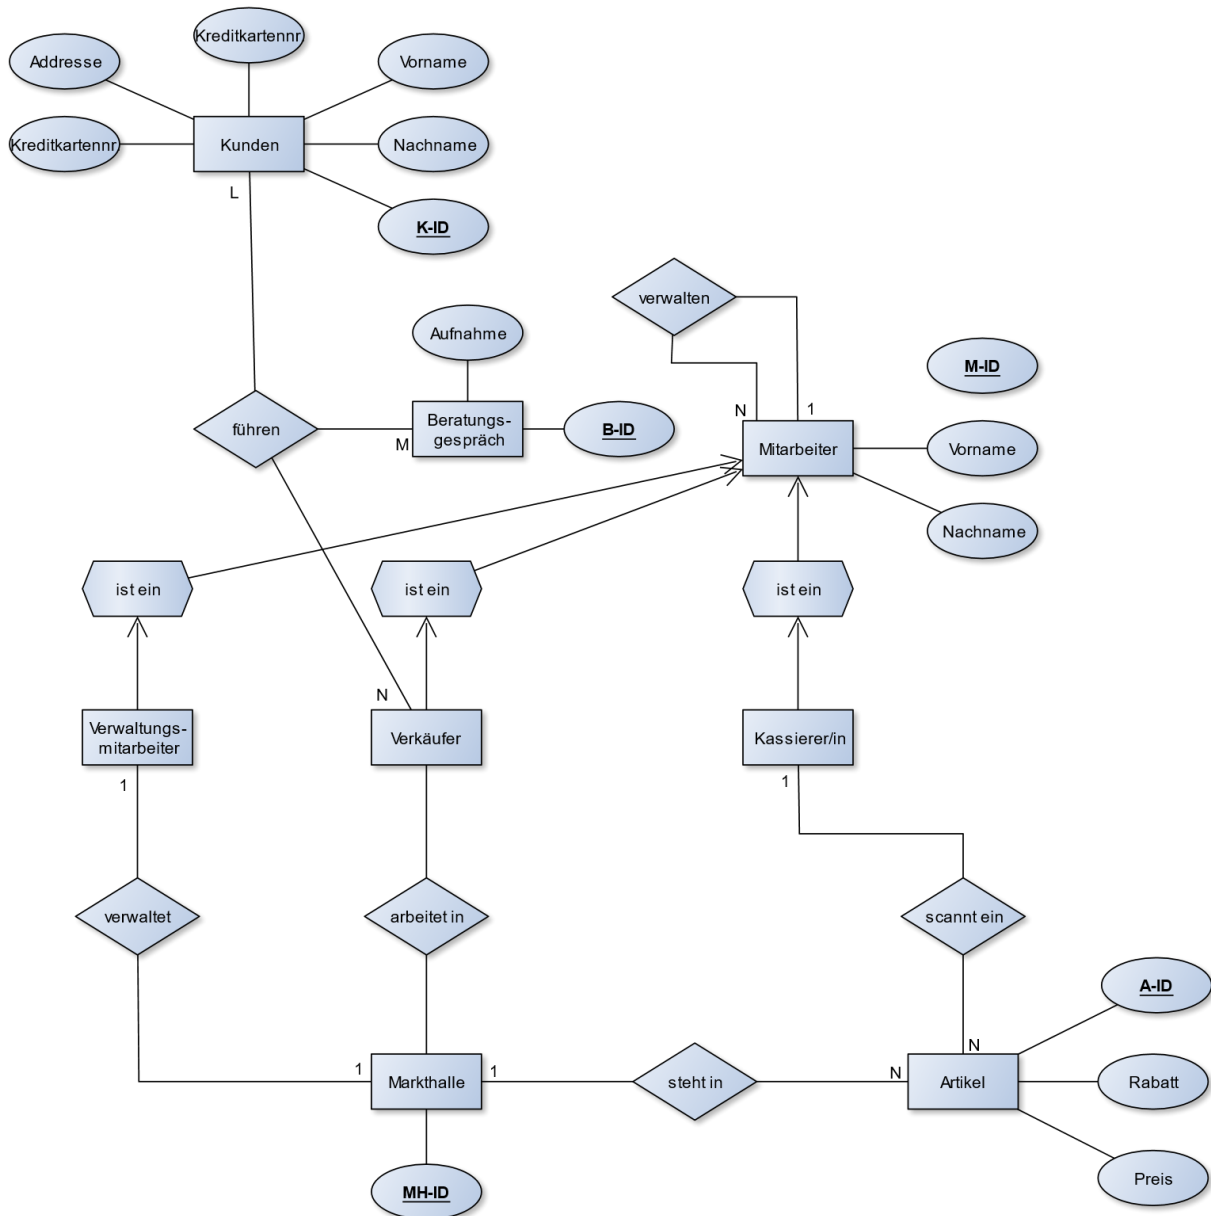 Kreditkartennr
Addresse
Vorname
Kreditkartennr
Kunden
Nachname
L
K-ID
verwalten
Aufnahme
M-ID
N
1
führen
Beratungs-
gespräch
B-ID
M
Mitarbeiter
Vorname
Nachname
ist ein
ist ein
ist ein
N
Verwaltungs-
mitarbeiter
Verkäufer
Kassierer/in
1
1
verwaltet
arbeitet in
scannt ein
A-ID
N
1
Markthalle
1
steht in
N
Artikel
Rabatt
MH-ID
Preis